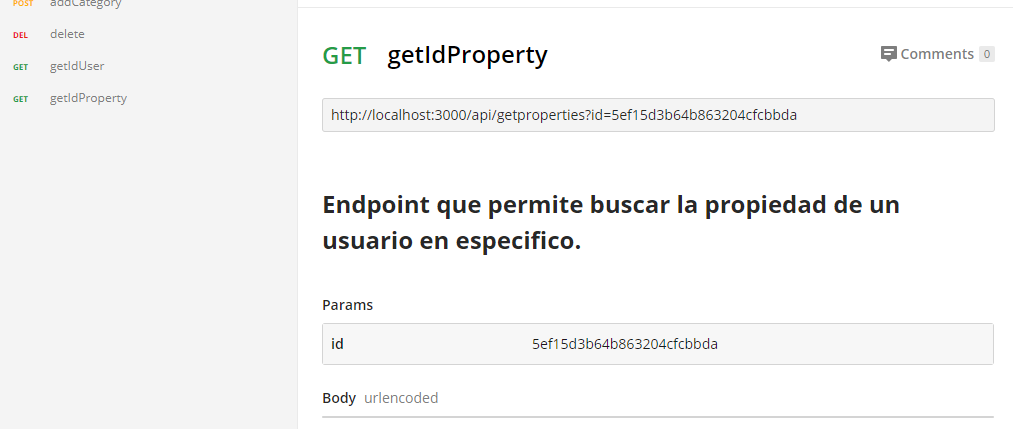 POST addCategory
DEL delete
GET getIdUser
GET getIdProperty
GET getIdProperty
Comments 0
http://localhost:3000/api/getproperties?id=5ef15d3b64b863204cfcbbda
Endpoint que permite buscar la propiedad de un
usuario en especifico.
Params
id 5ef15d3b64b863204cfcbbda
Body urlencoded